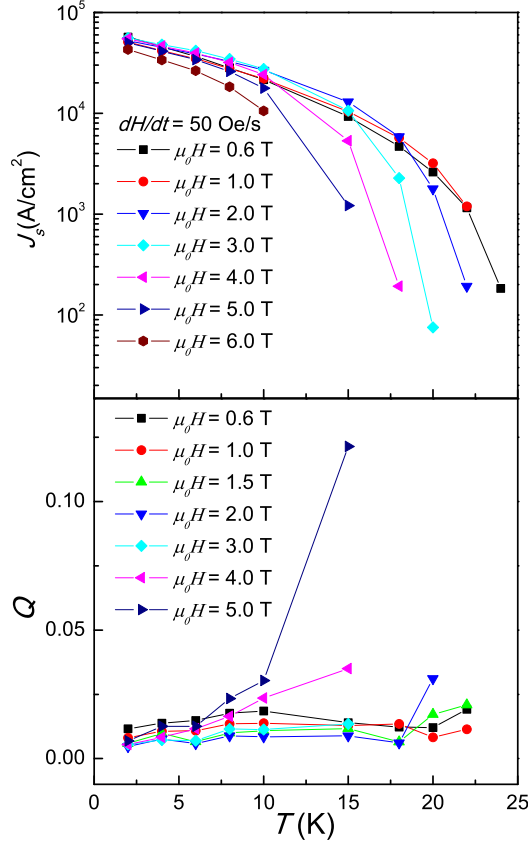 10^5
10^4
10^3
10^2
J_s (A/cm^2)
dH/dt = 50 Oe/s
μ_0H = 0.6 T
μ_0H = 1.0 T
μ_0H = 2.0 T
μ_0H = 3.0 T
μ_0H = 4.0 T
μ_0H = 5.0 T
μ_0H = 6.0 T
μ_0H = 0.6 T
μ_0H = 1.0 T
μ_0H = 1.5 T
μ_0H = 2.0 T
μ_0H = 3.0 T
μ_0H = 4.0 T
μ_0H = 5.0 T
0.10
0.05
0.00
Q
0 5 10 15 20 25
T (K)